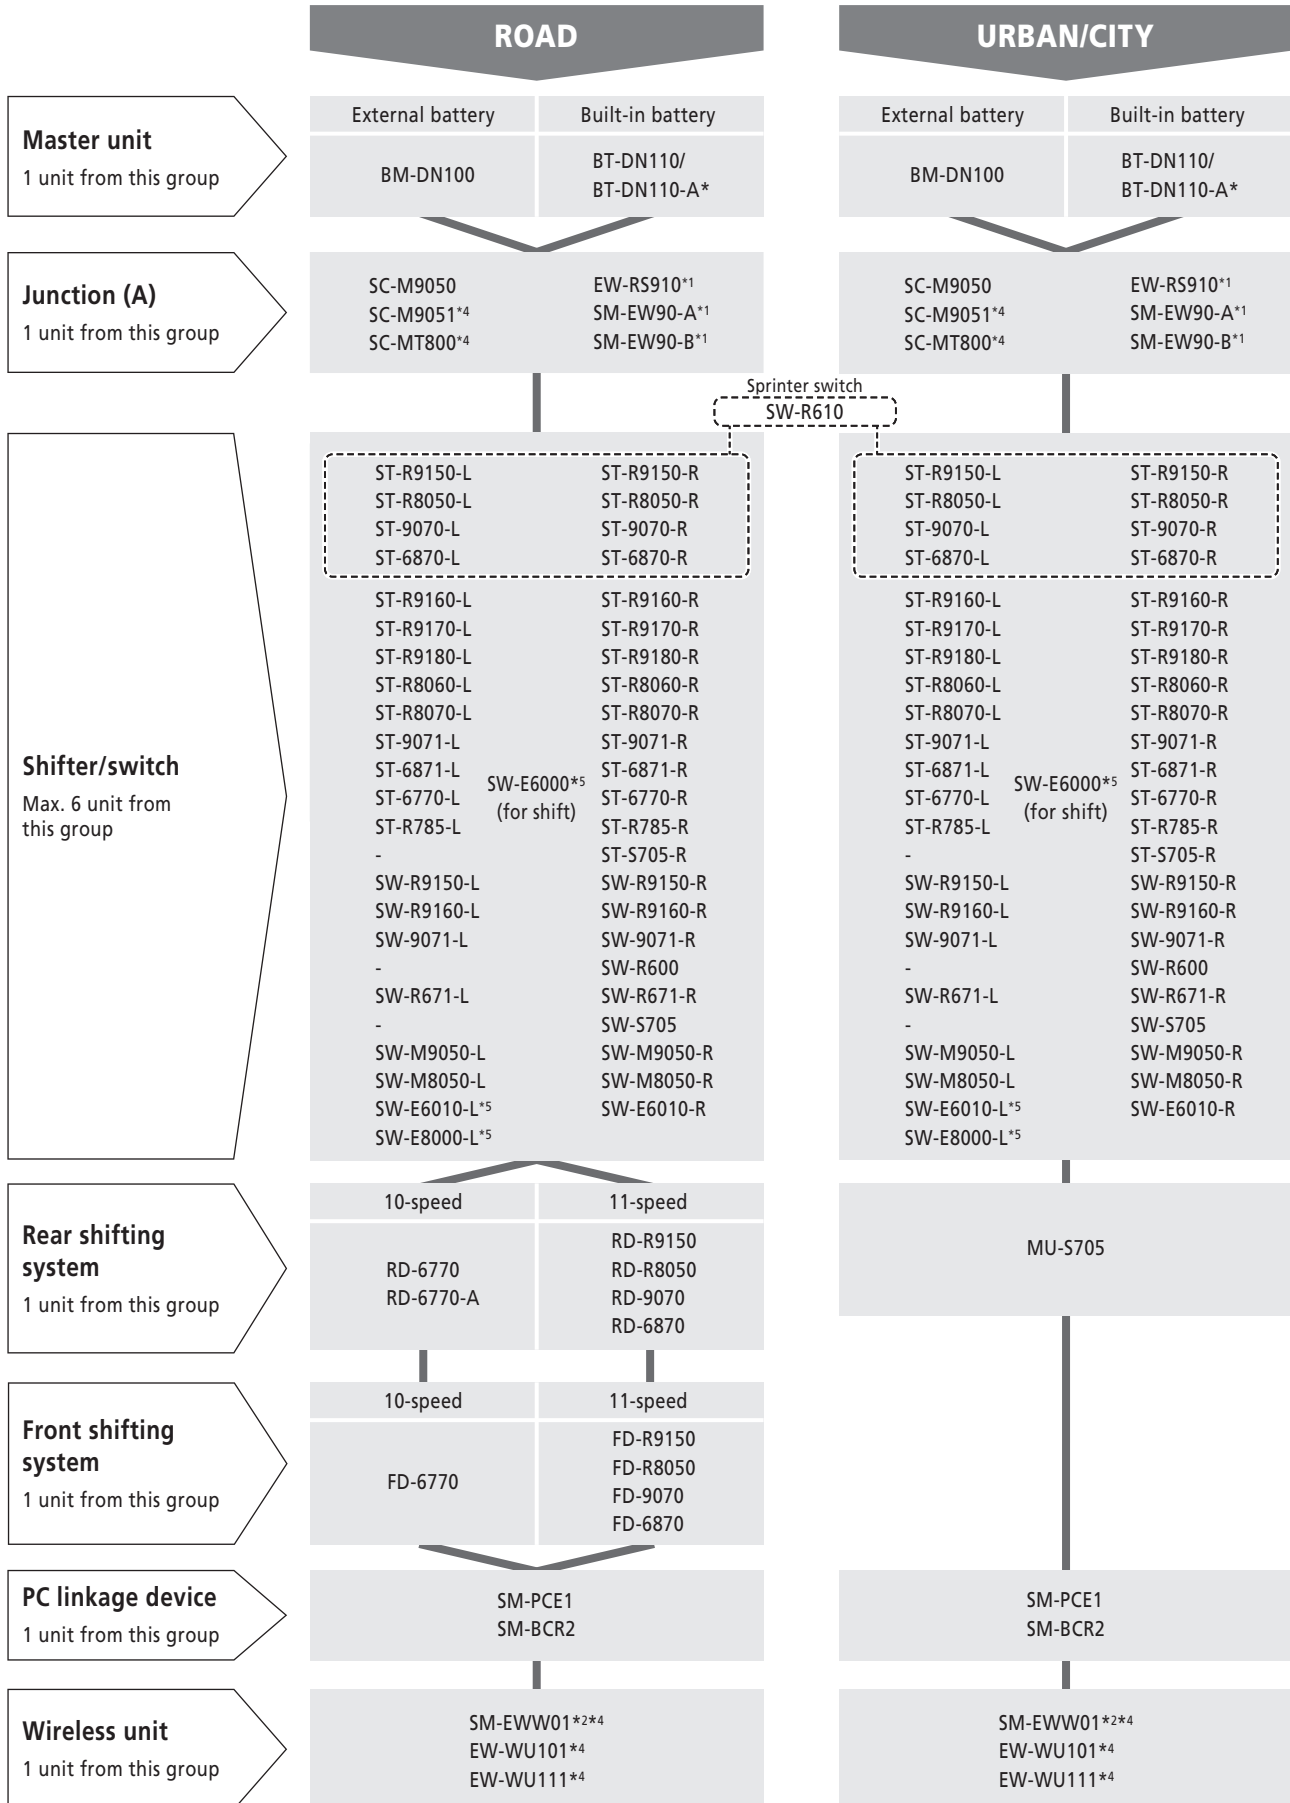 ROAD
URBAN/CITY
Master unit
1 unit from this group
External battery
Built-in battery
BM-DN100
BT-DN110/
BT-DN110-A*
External battery
Built-in battery
BM-DN100
BT-DN110/
BT-DN110-A*
Junction (A)
1 unit from this group
SC-M9050
SC-M9051*4
SC-MT800*4
EW-RS910*1
SM-EW90-A*1
SM-EW90-B*1
SC-M9050
SC-M9051*4
SC-MT800*4
EW-RS910*1
SM-EW90-A*1
SM-EW90-B*1
Sprinter switch
SW-R610
Shifter/switch
Max. 6 unit from
this group
ST-R9150-L
ST-R8050-L
ST-9070-L
ST-6870-L
ST-R9160-L
ST-R9170-L
ST-R9180-L
ST-R8060-L
ST-R8070-L
ST-9071-L
ST-6871-L
ST-6770-L
ST-R785-L
-
SW-R9150-L
SW-R9160-L
SW-9071-L
-
SW-R671-L
-
SW-M9050-L
SW-M8050-L
SW-E6010-L*5
SW-E8000-L*5
SW-E6000*5
(for shift)
ST-R9150-R
ST-R8050-R
ST-9070-R
ST-6870-R
ST-R9160-R
ST-R9170-R
ST-R9180-R
ST-R8060-R
ST-R8070-R
ST-9071-R
ST-6871-R
ST-6770-R
ST-R785-R
ST-S705-R
SW-R9150-R
SW-R9160-R
SW-9071-R
SW-R600
SW-R671-R
SW-S705
SW-M9050-R
SW-M8050-R
SW-E6010-R
ST-R9150-L
ST-R8050-L
ST-9070-L
ST-6870-L
ST-R9160-L
ST-R9170-L
ST-R9180-L
ST-R8060-L
ST-R8070-L
ST-9071-L
ST-6871-L
ST-6770-L
ST-R785-L
-
SW-R9150-L
SW-R9160-L
SW-9071-L
-
SW-R671-L
-
SW-M9050-L
SW-M8050-L
SW-E6010-L*5
SW-E8000-L*5
SW-E6000*5
(for shift)
ST-R9150-R
ST-R8050-R
ST-9070-R
ST-6870-R
ST-R9160-R
ST-R9170-R
ST-R9180-R
ST-R8060-R
ST-R8070-R
ST-9071-R
ST-6871-R
ST-6770-R
ST-R785-R
ST-S705-R
SW-R9150-R
SW-R9160-R
SW-9071-R
SW-R600
SW-R671-R
SW-S705
SW-M9050-R
SW-M8050-R
SW-E6010-R
Rear shifting
system
1 unit from this group
10-speed
11-speed
RD-6770
RD-6770-A
RD-R9150
RD-R8050
RD-9070
RD-6870
MU-S705
Front shifting
system
1 unit from this group
10-speed
11-speed
FD-6770
FD-R9150
FD-R8050
FD-9070
FD-6870
PC linkage device
1 unit from this group
SM-PCE1
SM-BCR2
SM-PCE1
SM-BCR2
Wireless unit
1 unit from this group
SM-EWW01*2*4
EW-WU101*4
EW-WU111*4
SM-EWW01*2*4
EW-WU101*4
EW-WU111*4